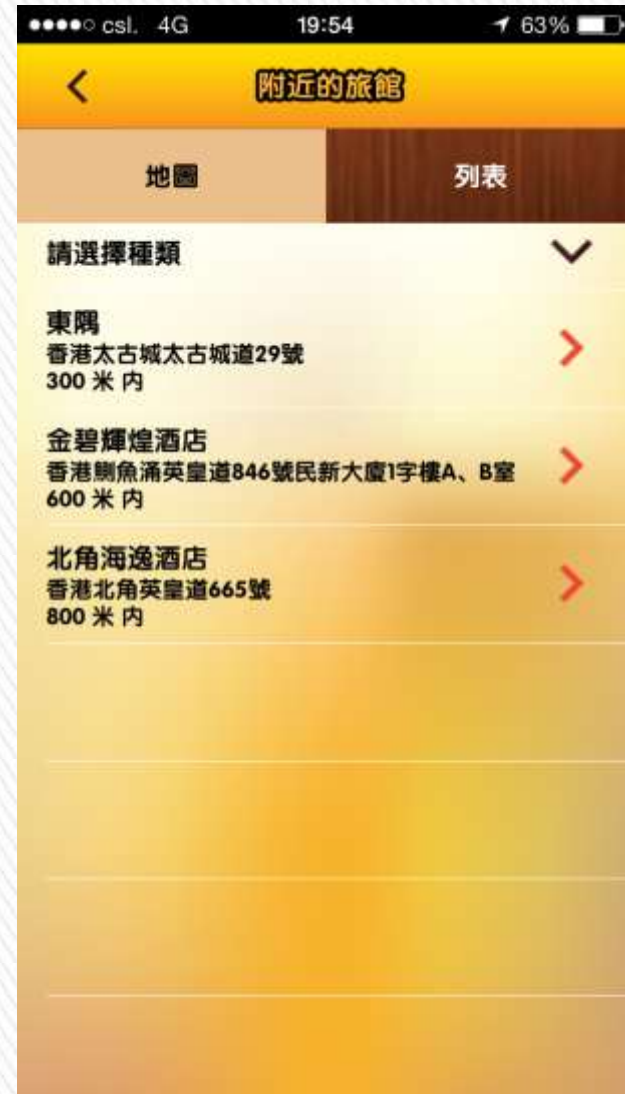 csl. 4G 19:54 63%
附近的旅館
地圖 列表
請選擇種類
東隅
香港太古城太古城道29號
300 米 內
金碧輝煌酒店
香港鰂魚涌英皇道846號民新大廈1字樓A、B室
600 米 內
北角海逸酒店
香港北角英皇道665號
800 米 內